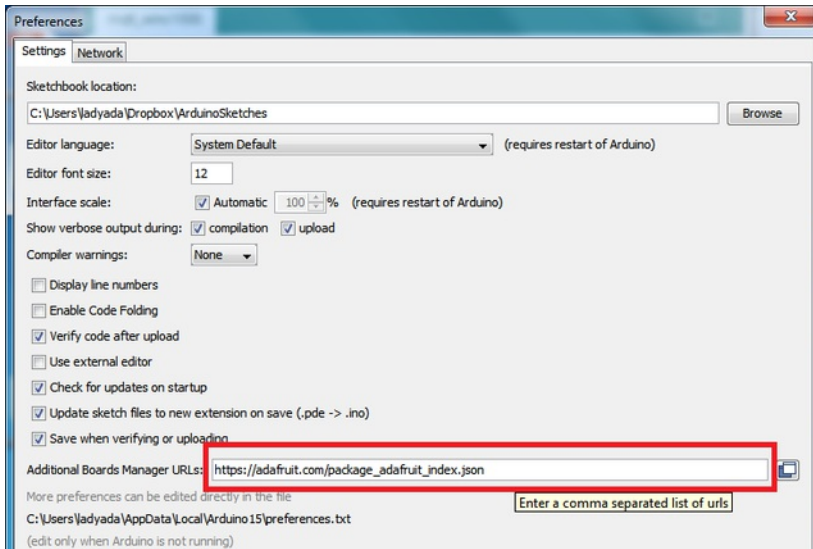 Preferences
Settings Network
Sketchbook location:
C:\Users\ladyada\Dropbox\ArduinoSketches Browse
Editor language: System Default (requires restart of Arduino)
Editor font size: 12
Interface scale: Automatic 100 % (requires restart of Arduino)
Show verbose output during: compilation upload
Compiler warnings: None
Display line numbers
Enable Code Folding
Verify code after upload
Use external editor
Check for updates on startup
Update sketch files to new extension on save (.pde -> .ino)
Save when verifying or uploading
Additional Boards Manager URLs: https://adafruit.com/package_adafruit_index.json
More preferences can be edited directly in the file
Enter a comma separated list of urls
C:\Users\ladyada\AppData\Local\Arduino15\preferences.txt
(edit only when Arduino is not running)